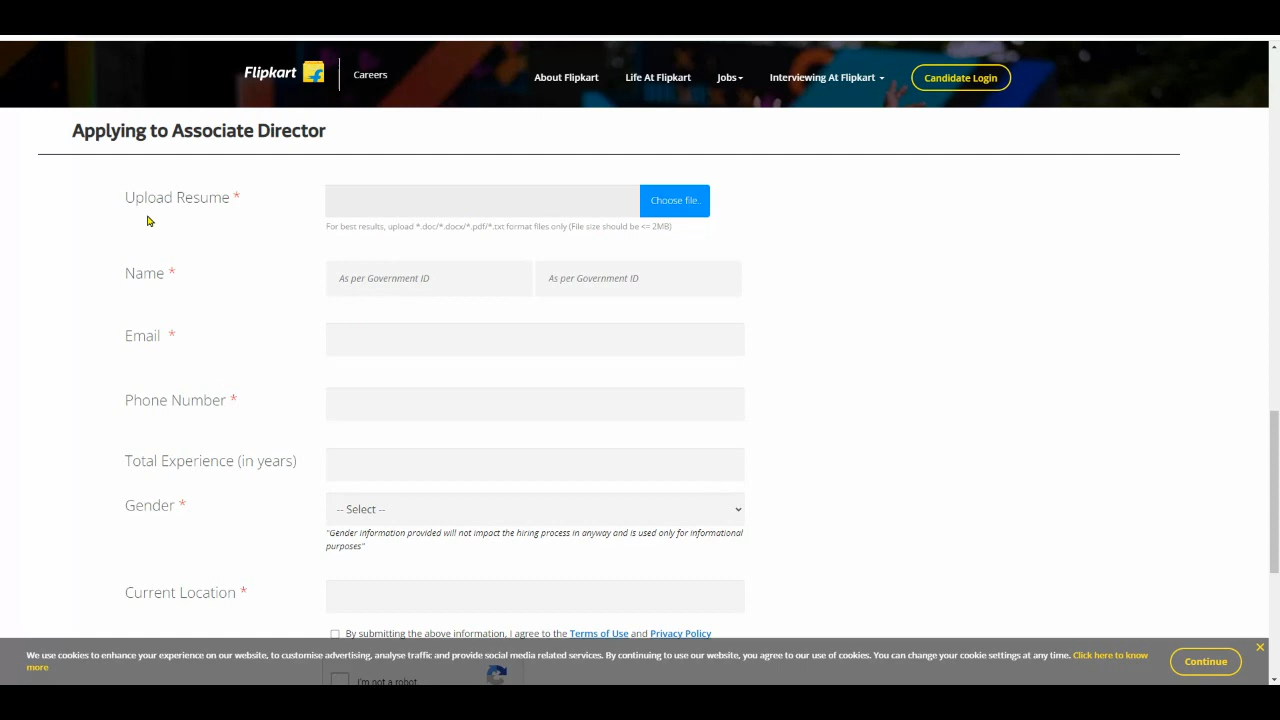 Flipkart
Careers
About Flipkart
Life At Flipkart
Jobs
Interviewing At Flipkart
Candidate Login
Applying to Associate Director
Upload Resume *
Choose file..
For best results, upload *.doc/*.docx/*.pdf/*.txt format files only (File size should be <= 2MB)
Name *
As per Government ID
As per Government ID
Email *
Phone Number *
Total Experience (in years)
Gender *
-- Select --
"Gender information provided will not impact the hiring process in anyway and is used only for informational
purposes"
Current Location *
By submitting the above information, I agree to the Terms of Use and Privacy Policy
We use cookies to enhance your experience on our website, to customise advertising, analyse traffic and provide social media related services. By continuing to use our website, you agree to our use of cookies. You can change your cookie settings at any time. Click here to know
more
Continue
I'm not a robot